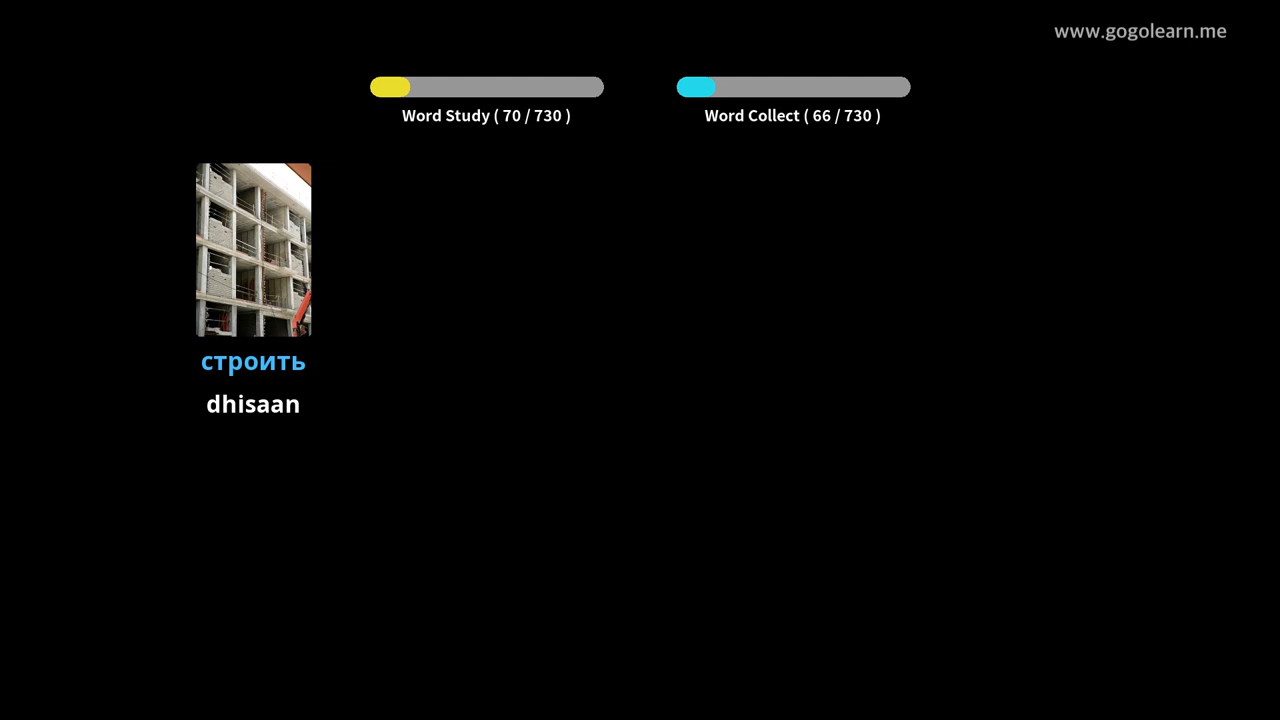 www.gogolearn.me
Word Study ( 70 / 730 )
Word Collect ( 66 / 730 )
строить
dhisaan